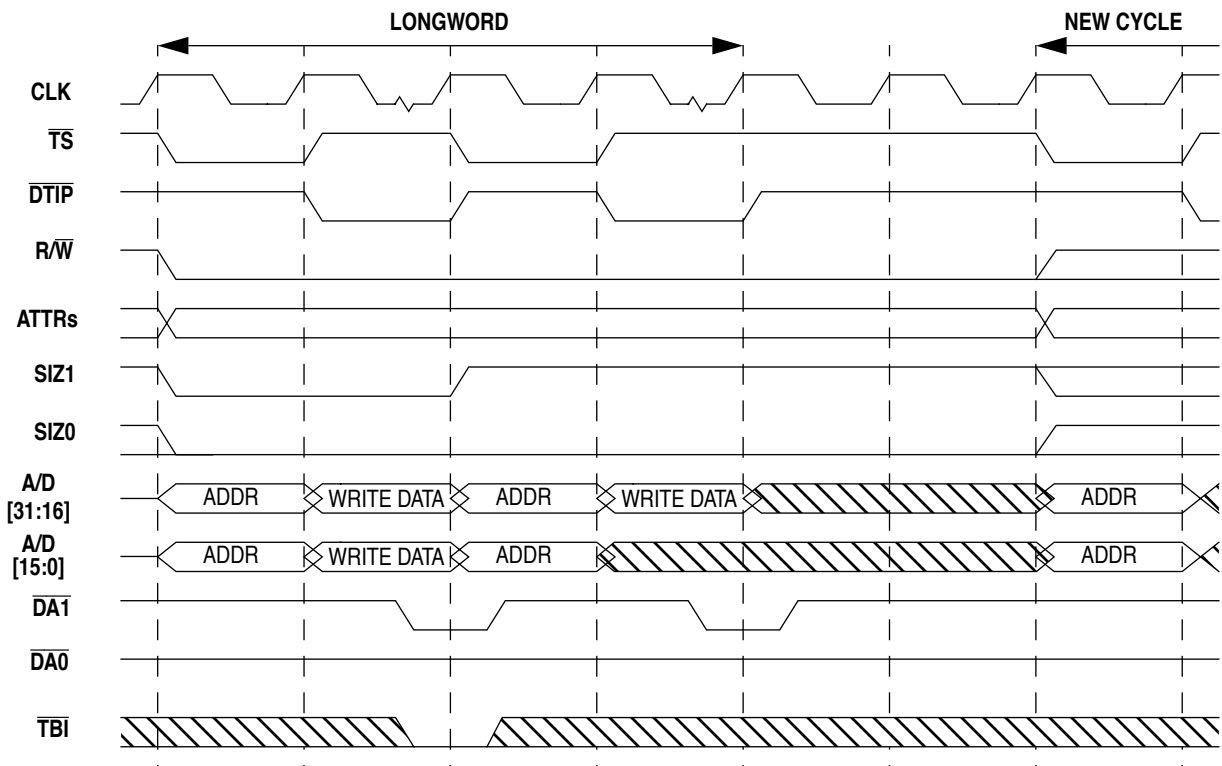 LONGWORD NEW CYCLE
CLK
TS
DTIP
R/W
ATTRs
SIZ1
SIZ0
A/D
[31:16] ADDR WRITE DATA ADDR WRITE DATA ADDR
A/D
[15:0] ADDR WRITE DATA ADDR ADDR
DA1
DA0
TBI